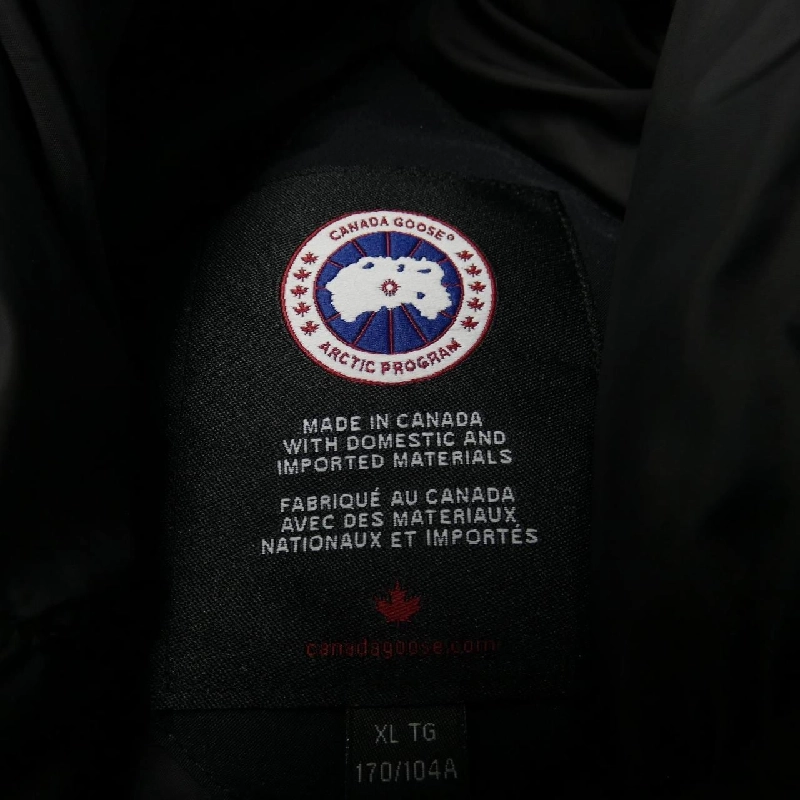 CANADA GOOSE®
ARCTIC PROGRAM
MADE IN CANADA
WITH DOMESTIC AND
IMPORTED MATERIALS
FABRIQUÉ AU CANADA
AVEC DES MATERIAUX
NATIONAUX ET IMPORTÉS
canadagoose.com
XL TG
170/104A